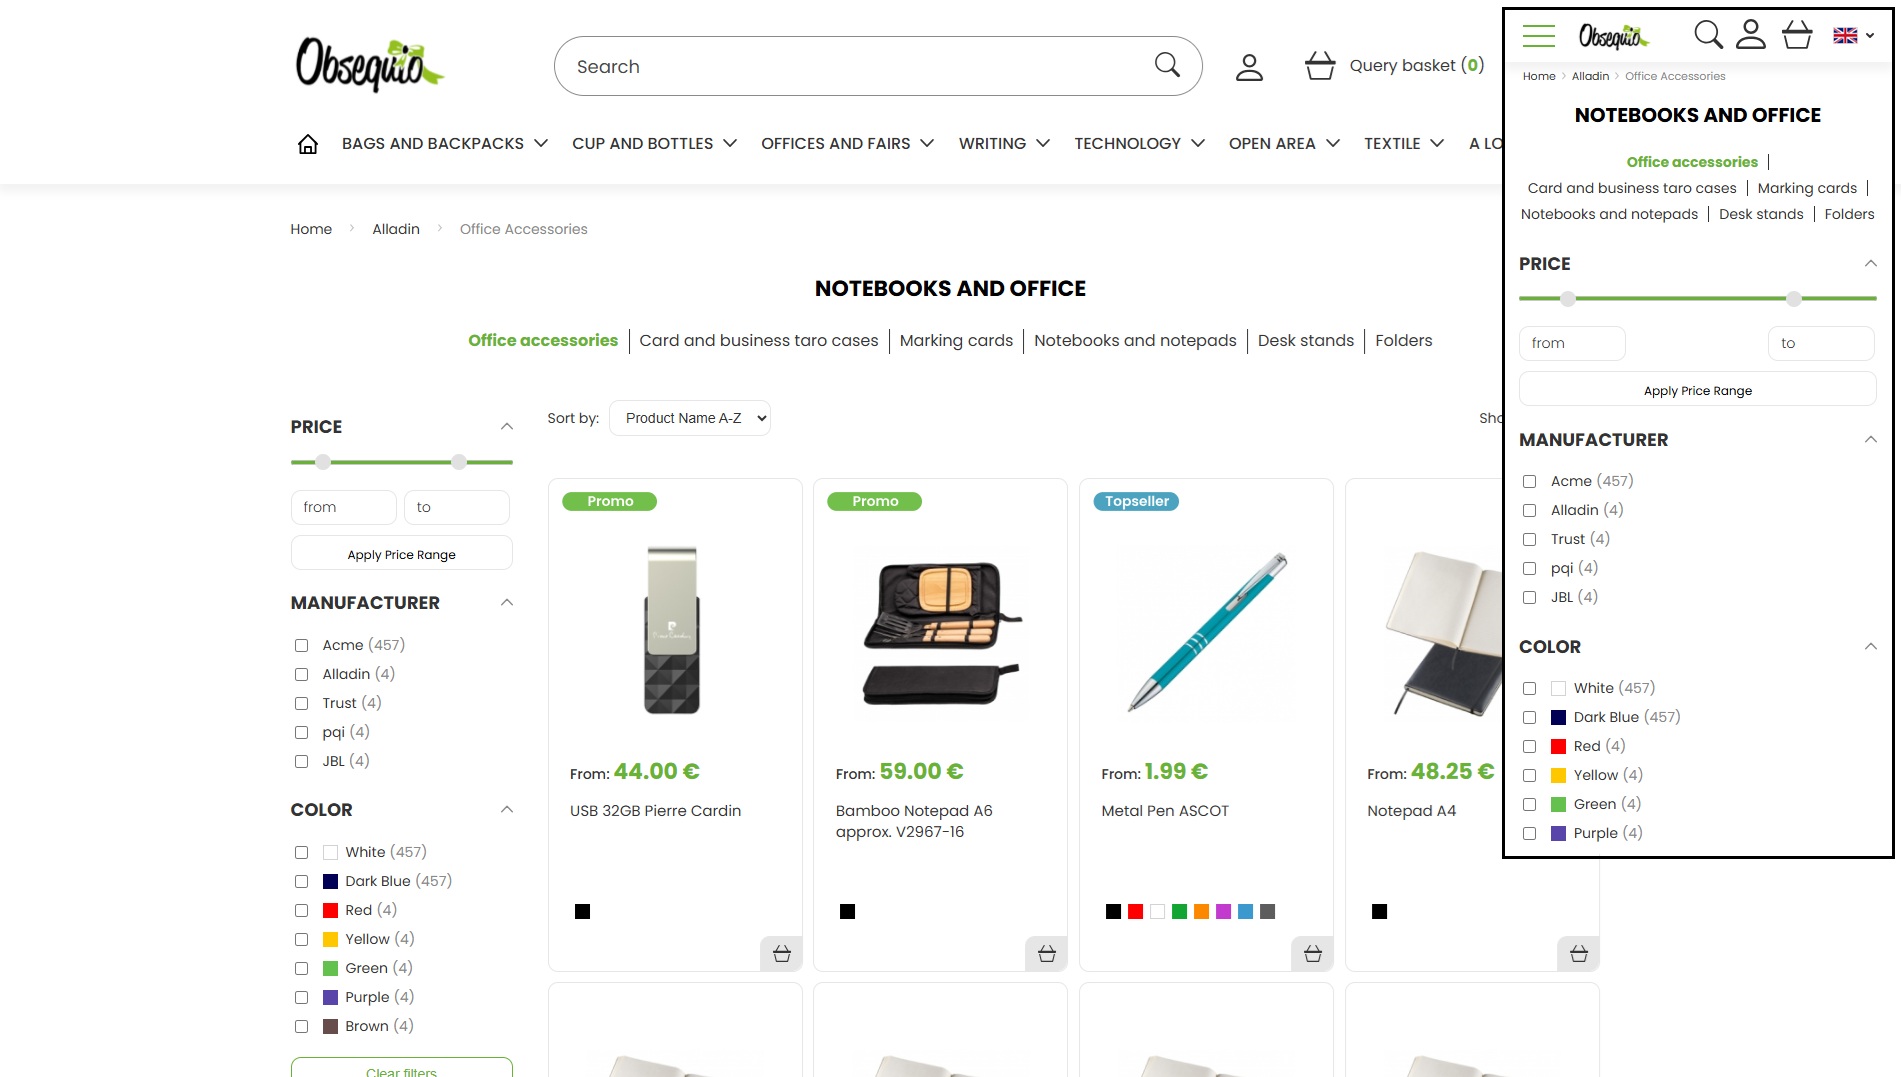 Obsequio
Search
Query basket (0)
BAGS AND BACKPACKS
CUP AND BOTTLES
OFFICES AND FAIRS
WRITING
TECHNOLOGY
OPEN AREA
TEXTILE
A LO
Home
Alladin
Office Accessories
NOTEBOOKS AND OFFICE
Office accessories
Card and business taro cases
Marking cards
Notebooks and notepads
Desk stands
Folders
PRICE
from
to
Apply Price Range
MANUFACTURER
Acme (457)
Alladin (4)
Trust (4)
pqi (4)
JBL (4)
COLOR
White (457)
Dark Blue (457)
Red (4)
Yellow (4)
Green (4)
Purple (4)
Brown (4)
Clear filters
Sort by:
Product Name A-Z
Sho
Promo
Pierre Cardin
From: 44.00 €
USB 32GB Pierre Cardin
Promo
From: 59.00 €
Bamboo Notepad A6
approx. V2967-16
Topseller
From: 1.99 €
Metal Pen ASCOT
From: 48.25 €
Notepad A4
Obsequio
Home
Alladin
Office Accessories
NOTEBOOKS AND OFFICE
Office accessories
Card and business taro cases
Marking cards
Notebooks and notepads
Desk stands
Folders
PRICE
from
to
Apply Price Range
MANUFACTURER
Acme (457)
Alladin (4)
Trust (4)
pqi (4)
JBL (4)
COLOR
White (457)
Dark Blue (457)
Red (4)
Yellow (4)
Green (4)
Purple (4)